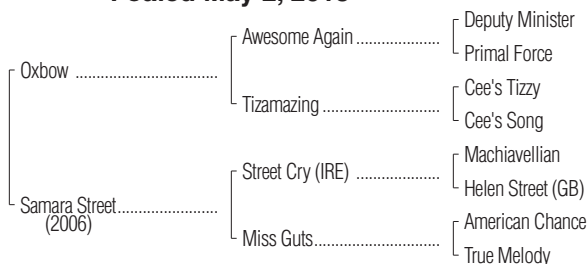 Deputy Minister
Awesome Again
Primal Force
Oxbow
Cee's Tizzy
Tizamazing
Cee's Song
Machiavellian
Street Cry (IRE)
Helen Street (GB)
Samara Street
(2006)
American Chance
Miss Guts
True Melody